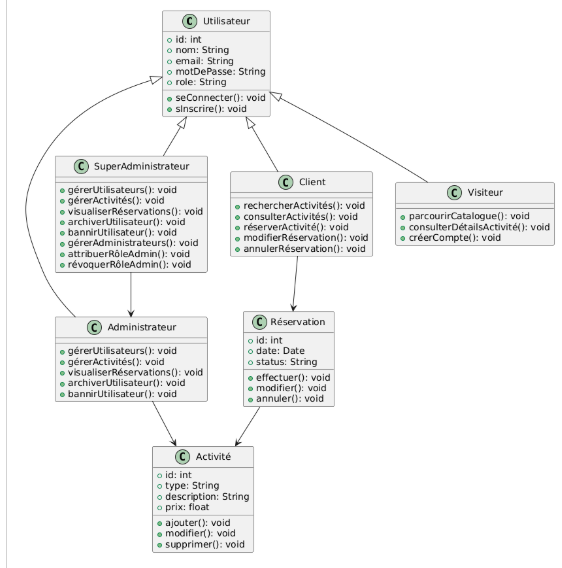 C Utilisateur
id: int
nom: String
email: String
motDePasse: String
role: String
seConnecter(): void
sInscrire(): void
C SuperAdministrateur
gérerUtilisateurs(): void
gérerActivités(): void
visualiserRéservations(): void
archiverUtilisateur(): void
bannirUtilisateur(): void
gérerAdministrateurs(): void
attribuerRôleAdmin(): void
révoquerRôleAdmin(): void
C Client
rechercherActivités(): void
consulterActivités(): void
réserverActivité(): void
modifierRéservation(): void
annulerRéservation(): void
C Visiteur
parcourirCatalogue(): void
consulterDétailsActivité(): void
créerCompte(): void
C Administrateur
gérerUtilisateurs(): void
gérerActivités(): void
visualiserRéservations(): void
archiverUtilisateur(): void
bannirUtilisateur(): void
C Réservation
id: int
date: Date
status: String
effectuer(): void
modifier(): void
annuler(): void
C Activité
id: int
type: String
description: String
prix: float
ajouter(): void
modifier(): void
supprimer(): void